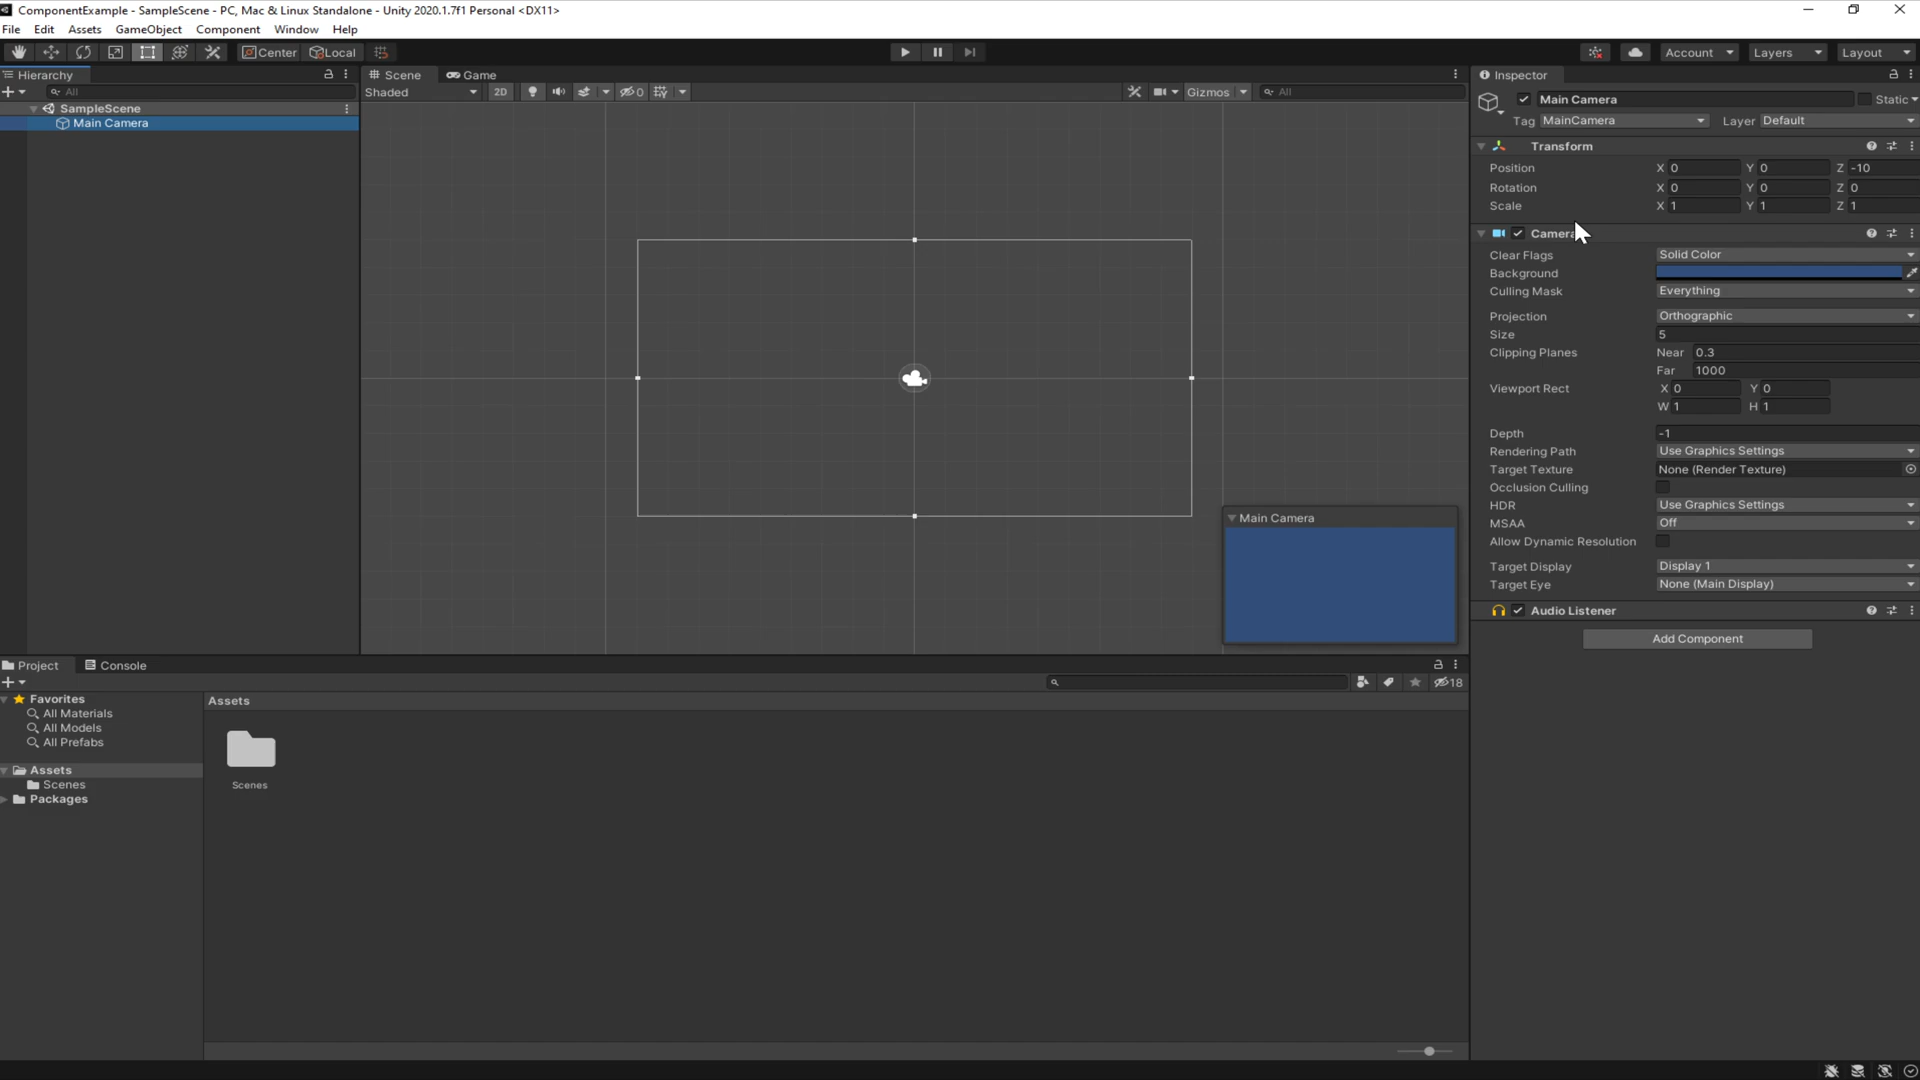 ComponentExample - SampleScene - PC, Mac & Linux Standalone - Unity 2020.1.7f1 Personal <DX11>
File Edit Assets GameObject Component Window Help
Center Local Account Layers Layout
Hierarchy
All
SampleScene
Main Camera
Scene Game
Shaded 2D 0 Gizmos All
Main Camera
Inspector
Main Camera Static
Tag MainCamera Layer Default
Transform
Position X 0 Y 0 Z -10
Rotation X 0 Y 0 Z 0
Scale X 1 Y 1 Z 1
Camera
Clear Flags Solid Color
Background
Culling Mask Everything
Projection Orthographic
Size 5
Clipping Planes Near 0.3
Far 1000
Viewport Rect X 0 Y 0
W 1 H 1
Depth -1
Rendering Path Use Graphics Settings
Target Texture None (Render Texture)
Occlusion Culling
HDR Use Graphics Settings
MSAA Off
Allow Dynamic Resolution
Target Display Display 1
Target Eye None (Main Display)
Audio Listener
Add Component
Project Console
18
Favorites
All Materials
All Models
All Prefabs
Assets
Scenes
Packages
Assets
Scenes